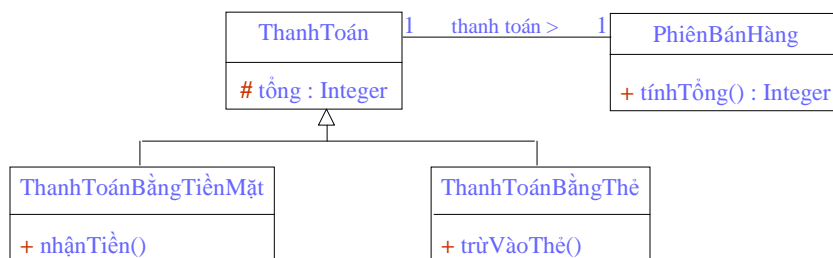 ThanhToán
1 thanh toán > 1
PhiênBánHàng
# tổng : Integer
+ tínhTổng() : Integer
ThanhToánBằngTiềnMặt
ThanhToánBằngThẻ
+ nhậnTiền()
+ trừVàoThẻ()